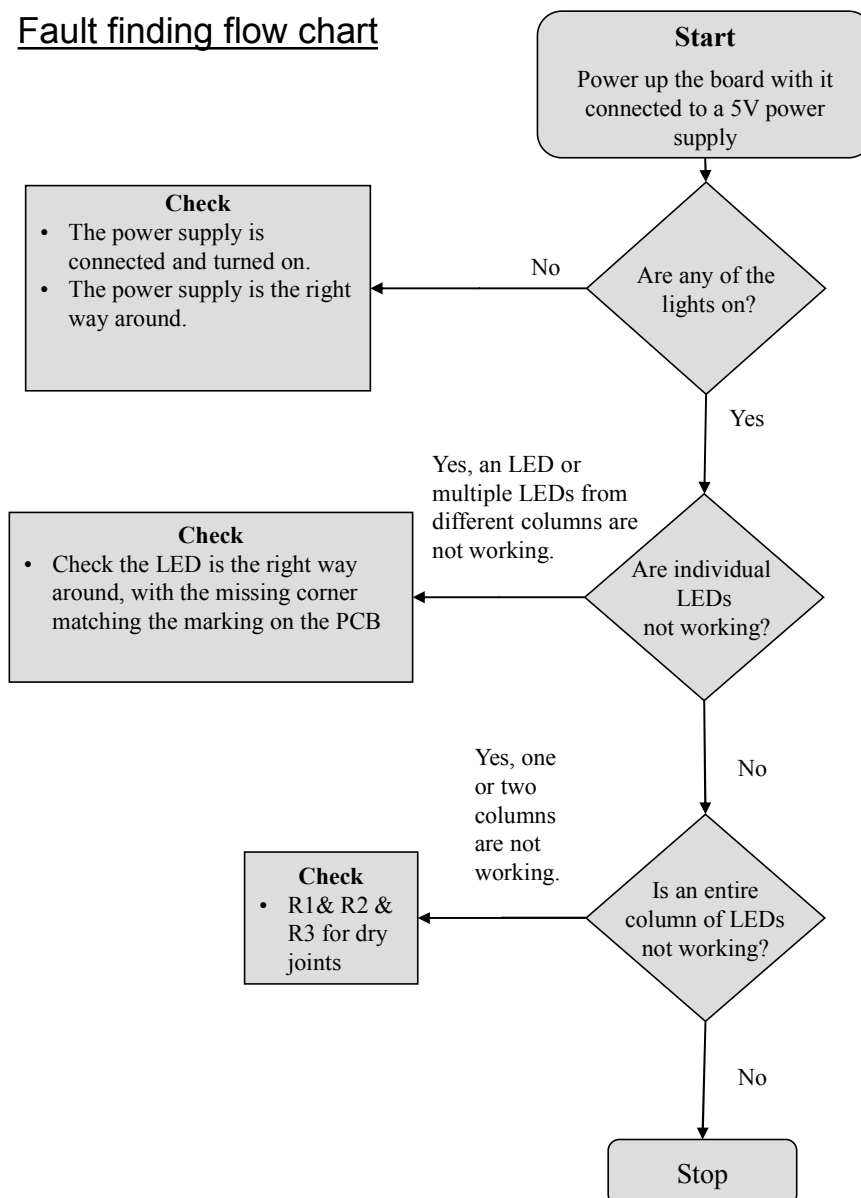 Fault finding flow chart
Start
Power up the board with it
connected to a 5V power
supply
Are any of the
lights on?
No
Check
• The power supply is
connected and turned on.
• The power supply is the right
way around.
Yes
Are individual
LEDs
not working?
Yes, an LED or
multiple LEDs from
different columns are
not working.
Check
• Check the LED is the right way
around, with the missing corner
matching the marking on the PCB
No
Is an entire
column of LEDs
not working?
Yes, one
or two
columns
are not
working.
Check
• R1& R2 &
R3 for dry
joints
No
Stop